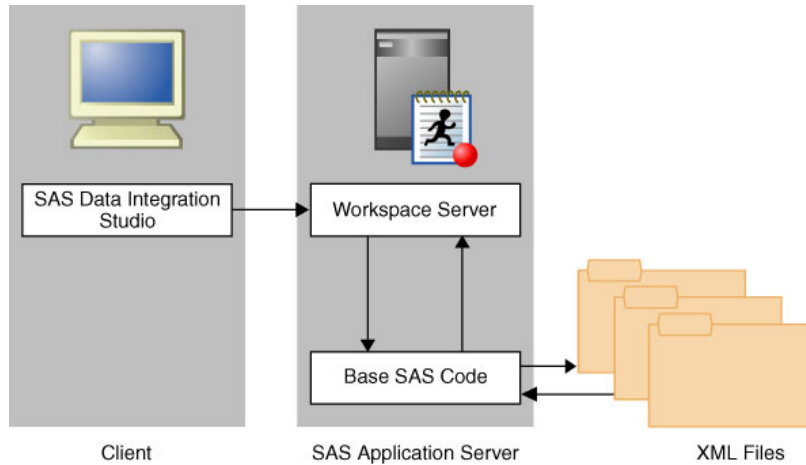 SAS Data Integration
Studio
Workspace Server
Base SAS Code
Client
SAS Application Server
XML Files